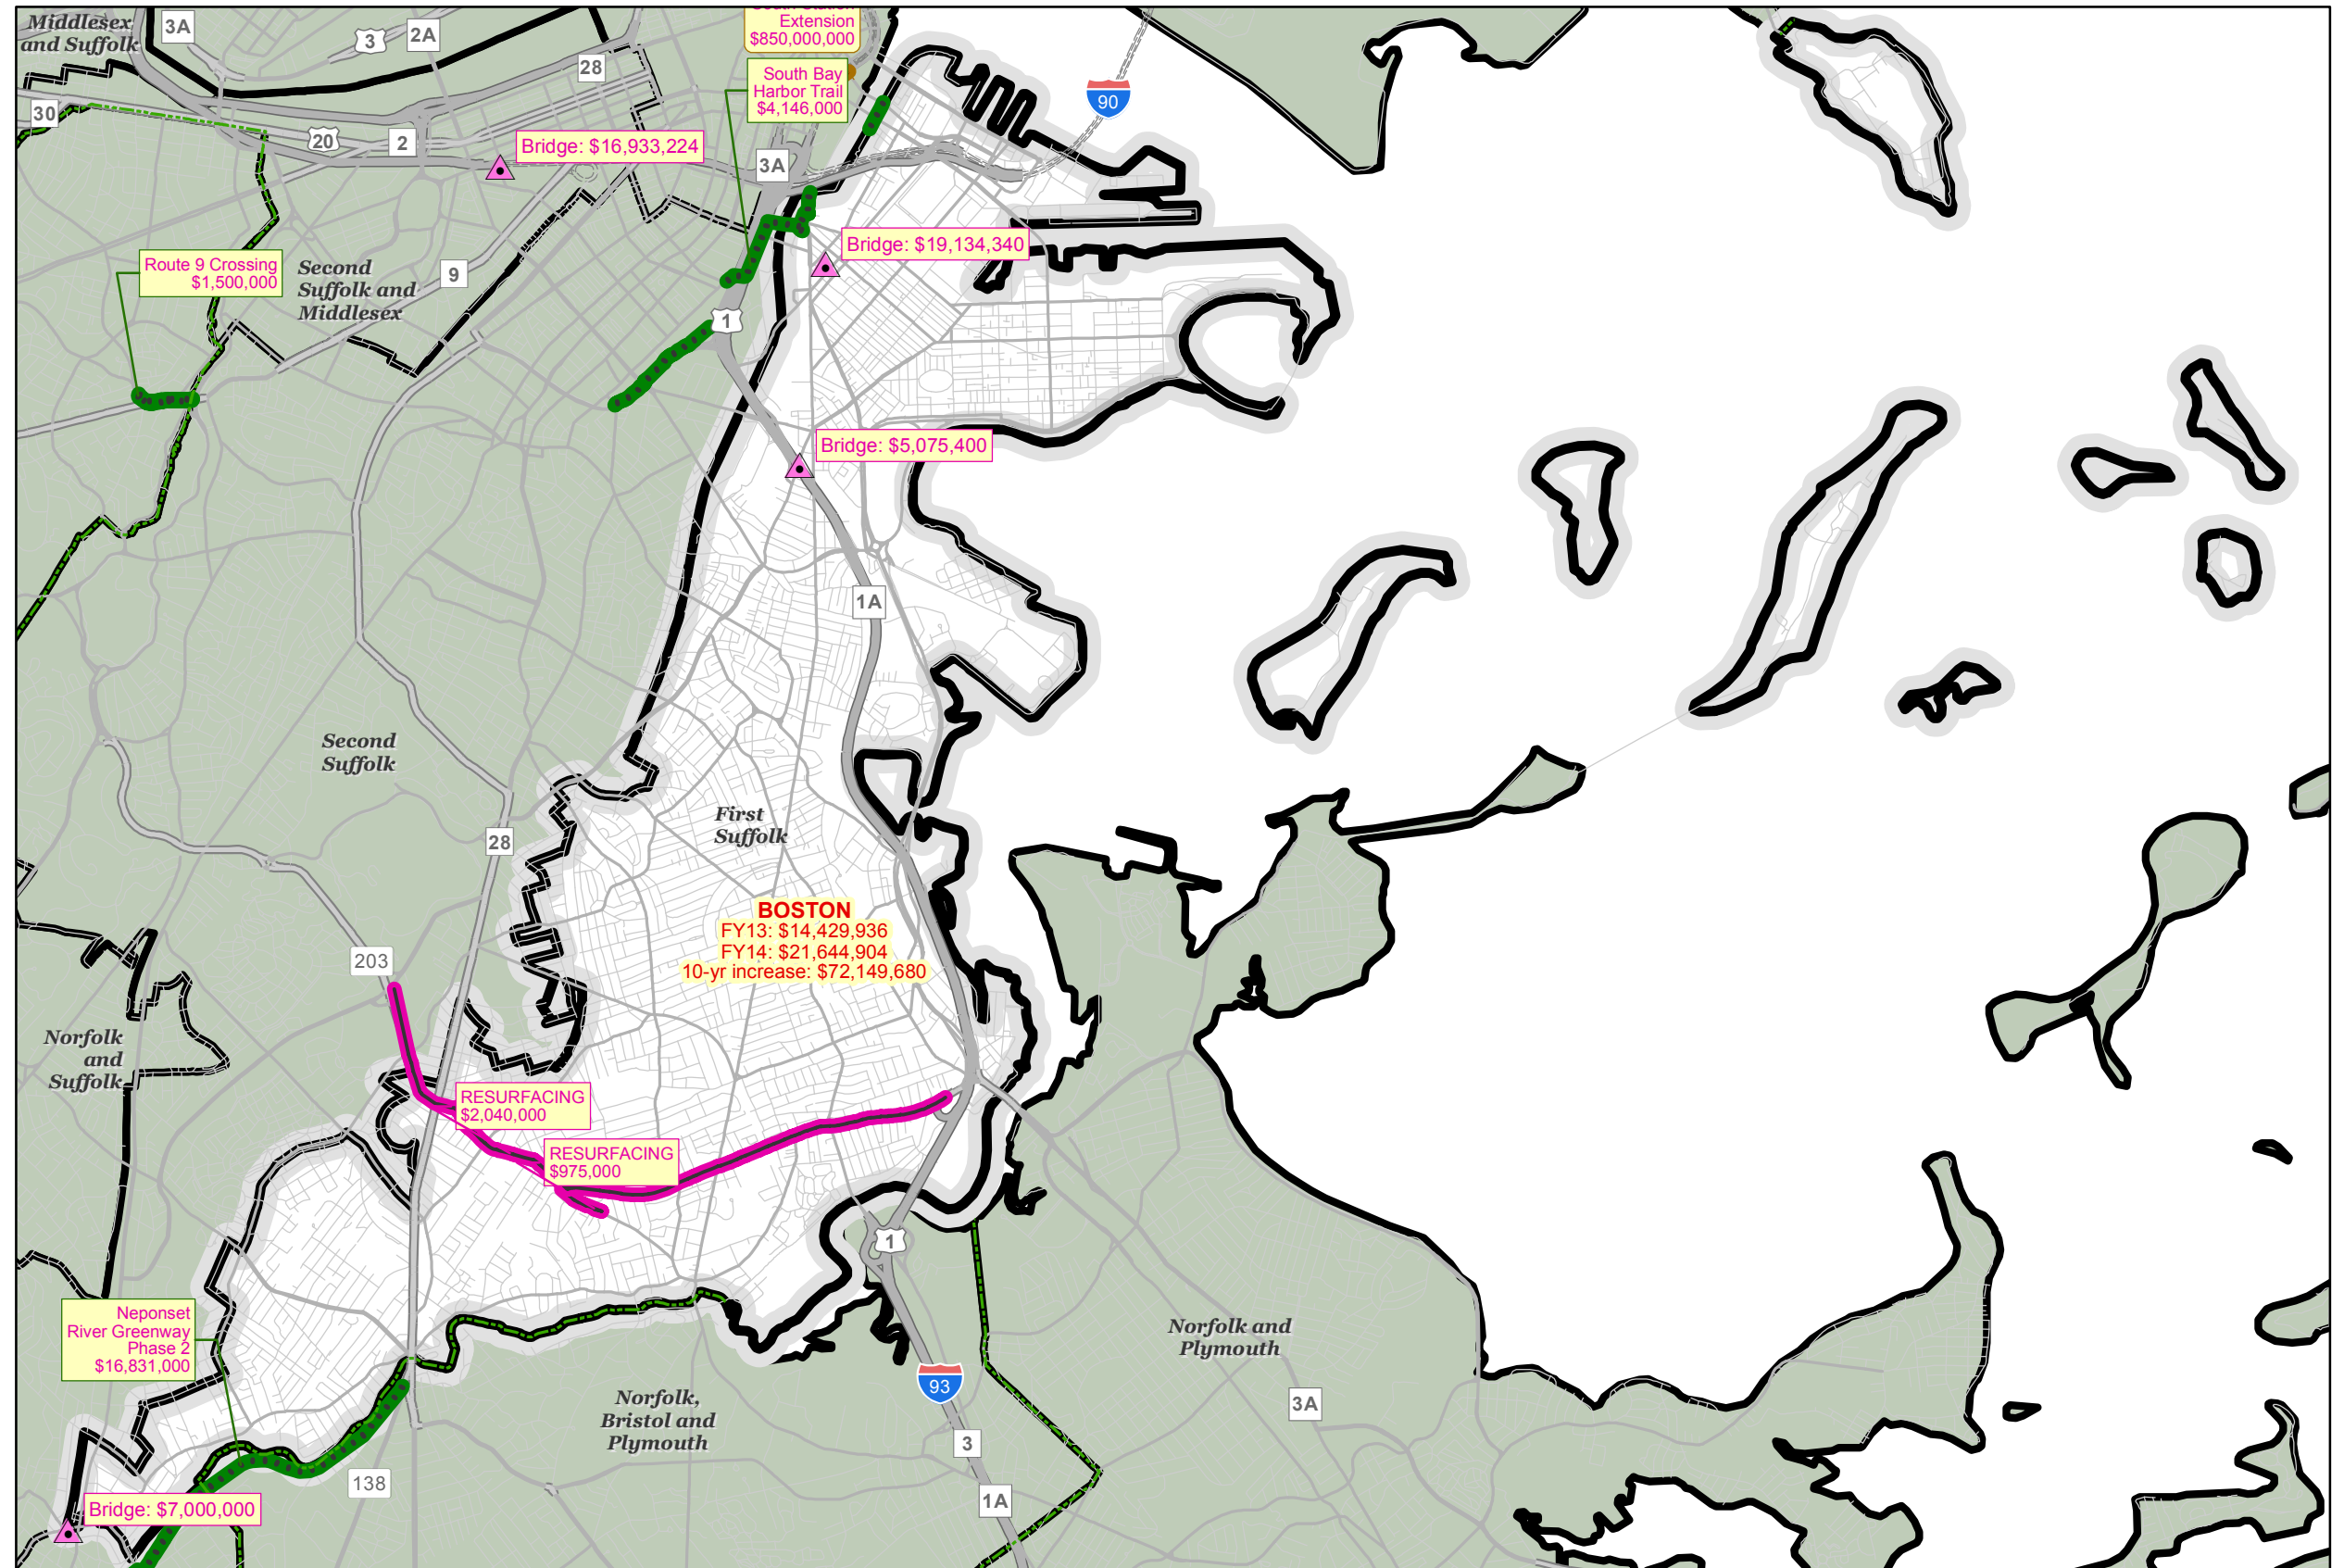 Middlesex
and Suffolk
3A
3
2A
28
South Station
Extension
$850,000,000
South Bay
Harbor Trail
$4,146,000
90
30
20
2
Bridge: $16,933,224
3A
Route 9 Crossing
$1,500,000
Second
Suffolk and
Middlesex
9
Bridge: $19,134,340
1
Bridge: $5,075,400
1A
Second
Suffolk
First
Suffolk
28
BOSTON
FY13: $14,429,936
FY14: $21,644,904
10-yr increase: $72,149,680
203
Norfolk
and
Suffolk
RESURFACING
$2,040,000
RESURFACING
$975,000
1
Neponset
River Greenway
Phase 2
$16,831,000
Norfolk and
Plymouth
93
3A
Norfolk,
Bristol and
Plymouth
3
138
1A
Bridge: $7,000,000